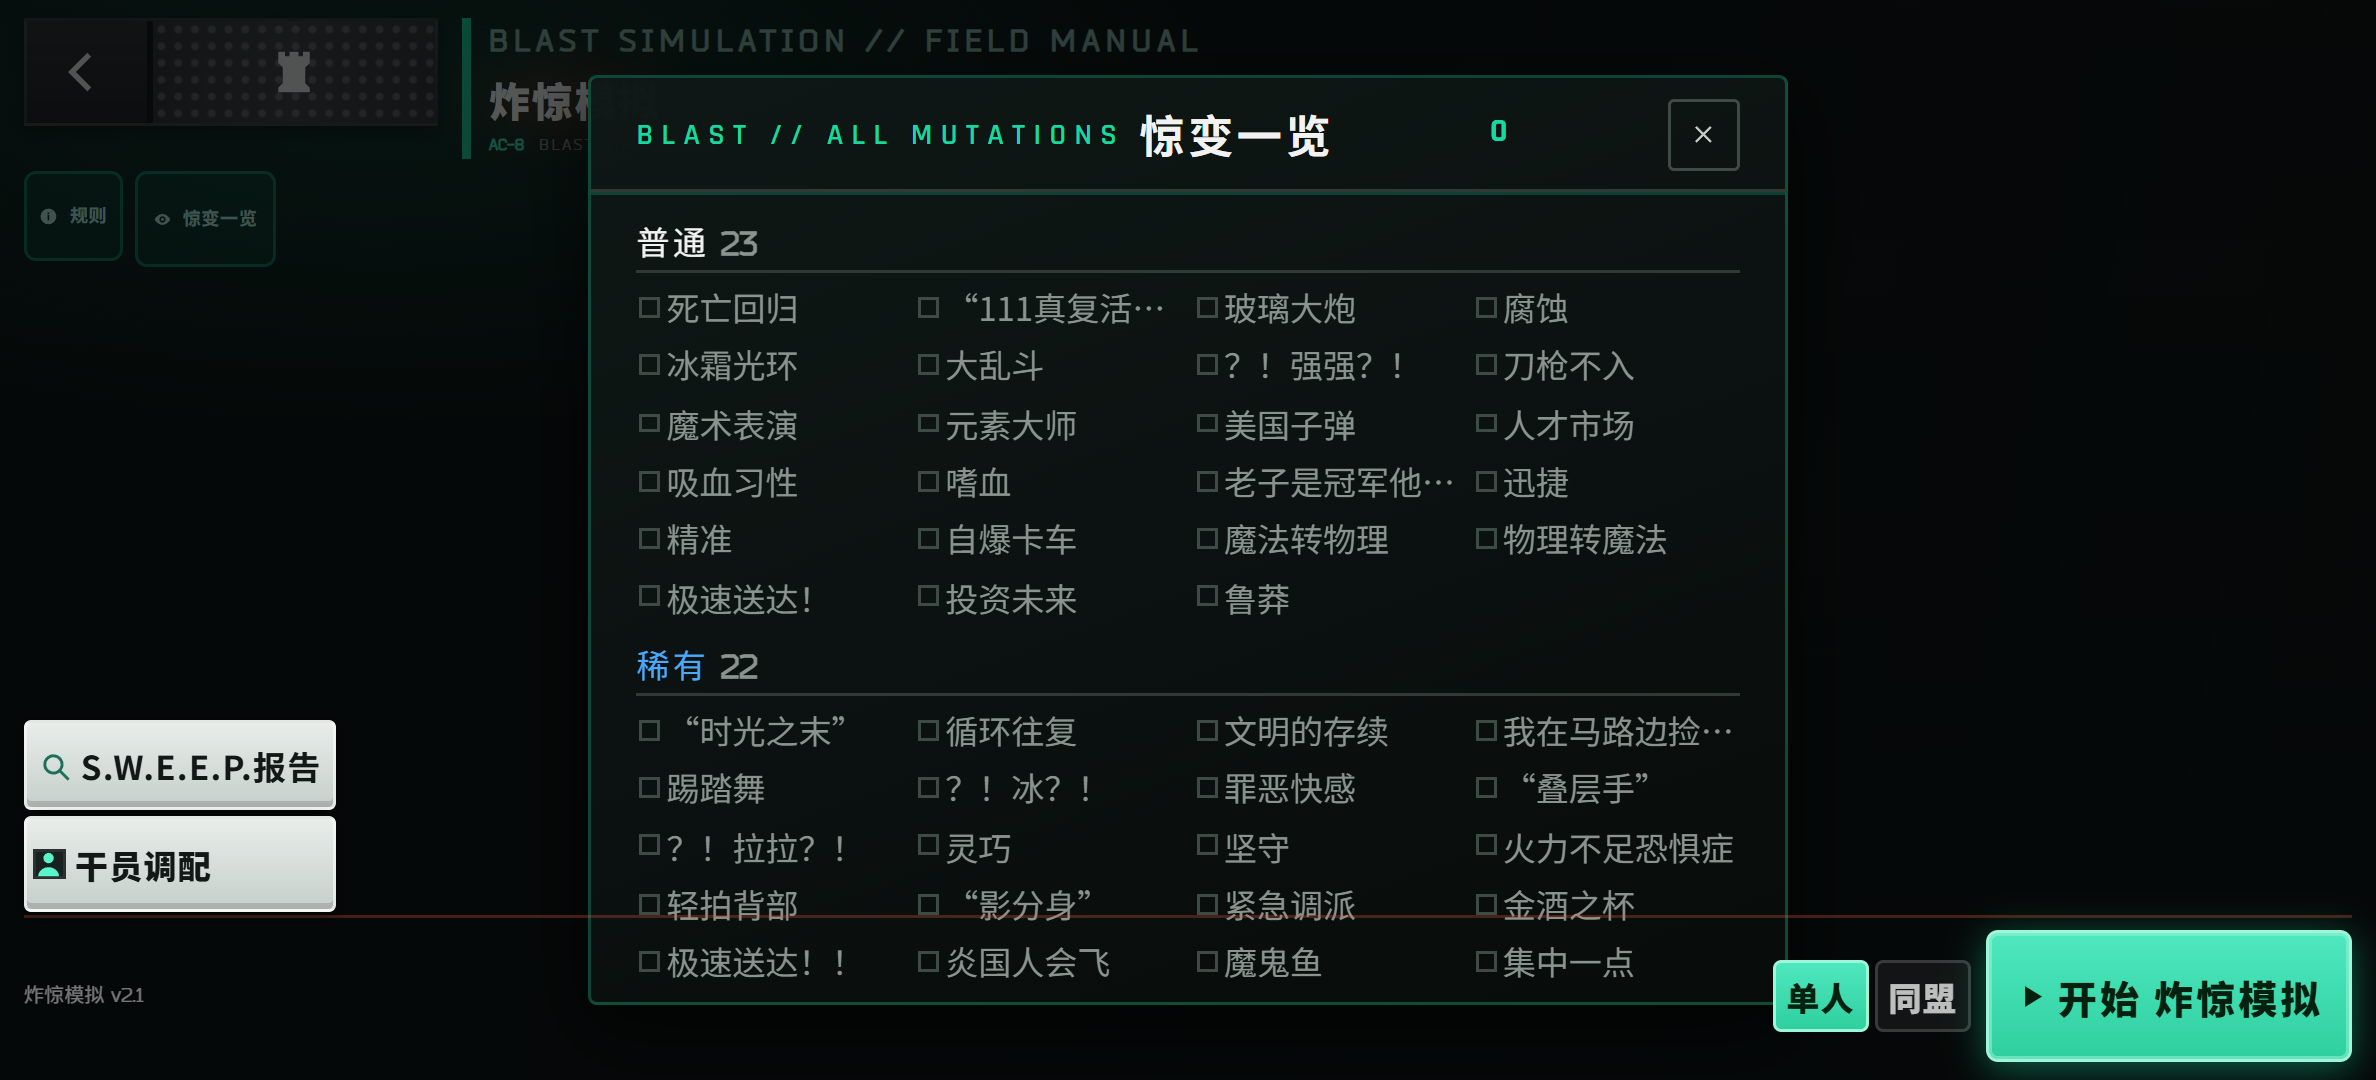 BLAST SIMULATION // FIELD MANUAL
炸惊模拟
AC-8 BLAST
规则
惊变一览
BLAST // ALL MUTATIONS 惊变一览 0
普通 23
死亡回归 “111真复活… 玻璃大炮 腐蚀
冰霜光环 大乱斗 ？！强强？！ 刀枪不入
魔术表演 元素大师 美国子弹 人才市场
吸血习性 嗜血 老子是冠军他… 迅捷
精准 自爆卡车 魔法转物理 物理转魔法
极速送达！ 投资未来 鲁莽
稀有 22
“时光之末” 循环往复 文明的存续 我在马路边捡…
踢踏舞 ？！冰？！ 罪恶快感 “叠层手”
？！拉拉？！ 灵巧 坚守 火力不足恐惧症
轻拍背部 “影分身” 紧急调派 金酒之杯
极速送达！！ 炎国人会飞 魔鬼鱼 集中一点
S.W.E.E.P.报告
干员调配
炸惊模拟 v2.1
单人
同盟
开始 炸惊模拟